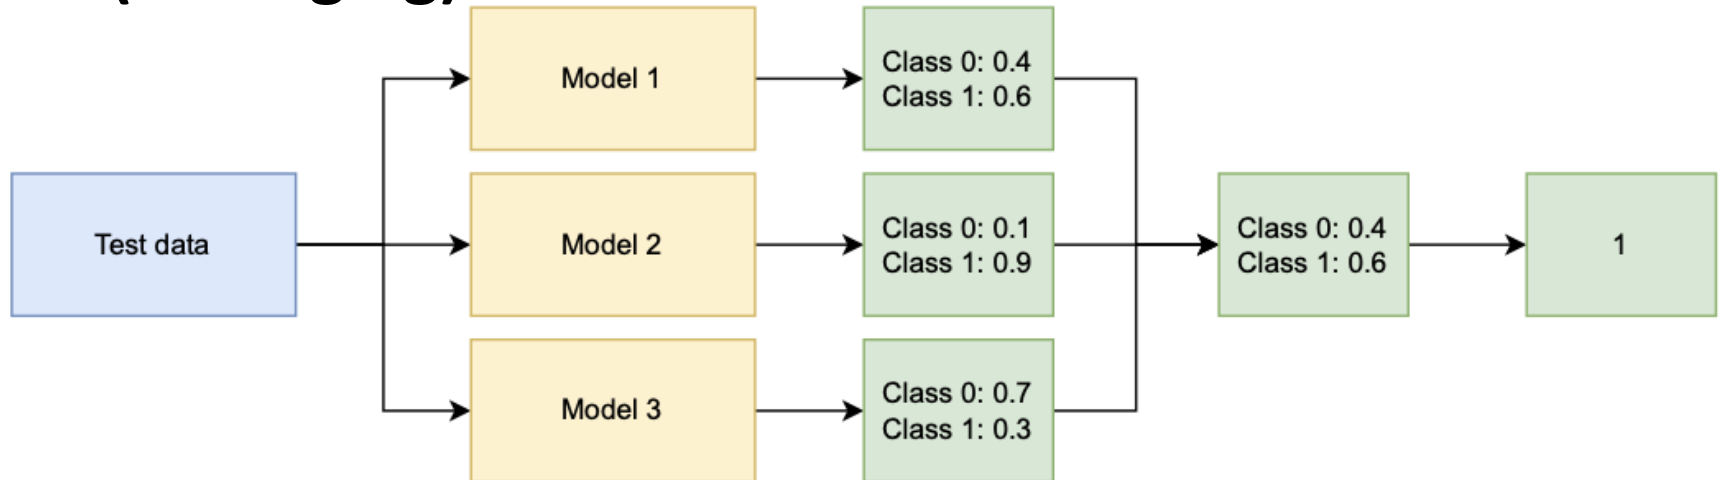 Test data
Model 1
Class 0: 0.4
Class 1: 0.6
Model 2
Class 0: 0.1
Class 1: 0.9
Model 3
Class 0: 0.7
Class 1: 0.3
Class 0: 0.4
Class 1: 0.6
1